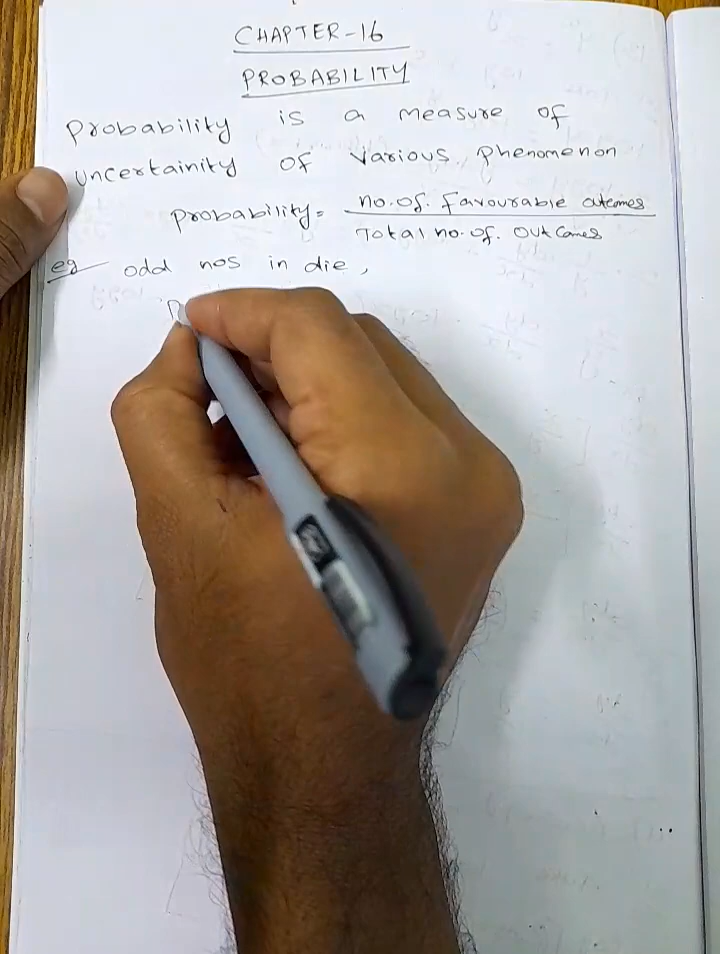 CHAPTER-16
PROBABILITY
Probability is a measure of
uncertainity of various phenomenon
Probability = no. of. favourable outcomes
Total no. of. outcomes
eg odd nos in die,